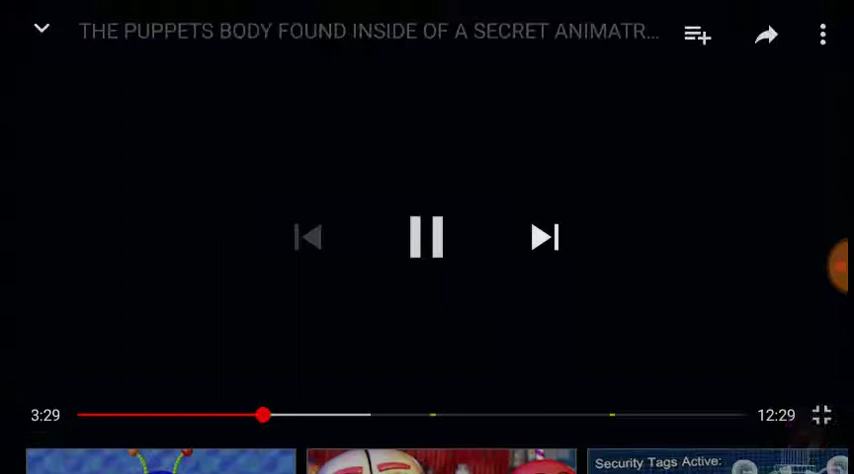 THE PUPPETS BODY FOUND INSIDE OF A SECRET ANIMATR...
3:29
12:29
Security Tags Active: